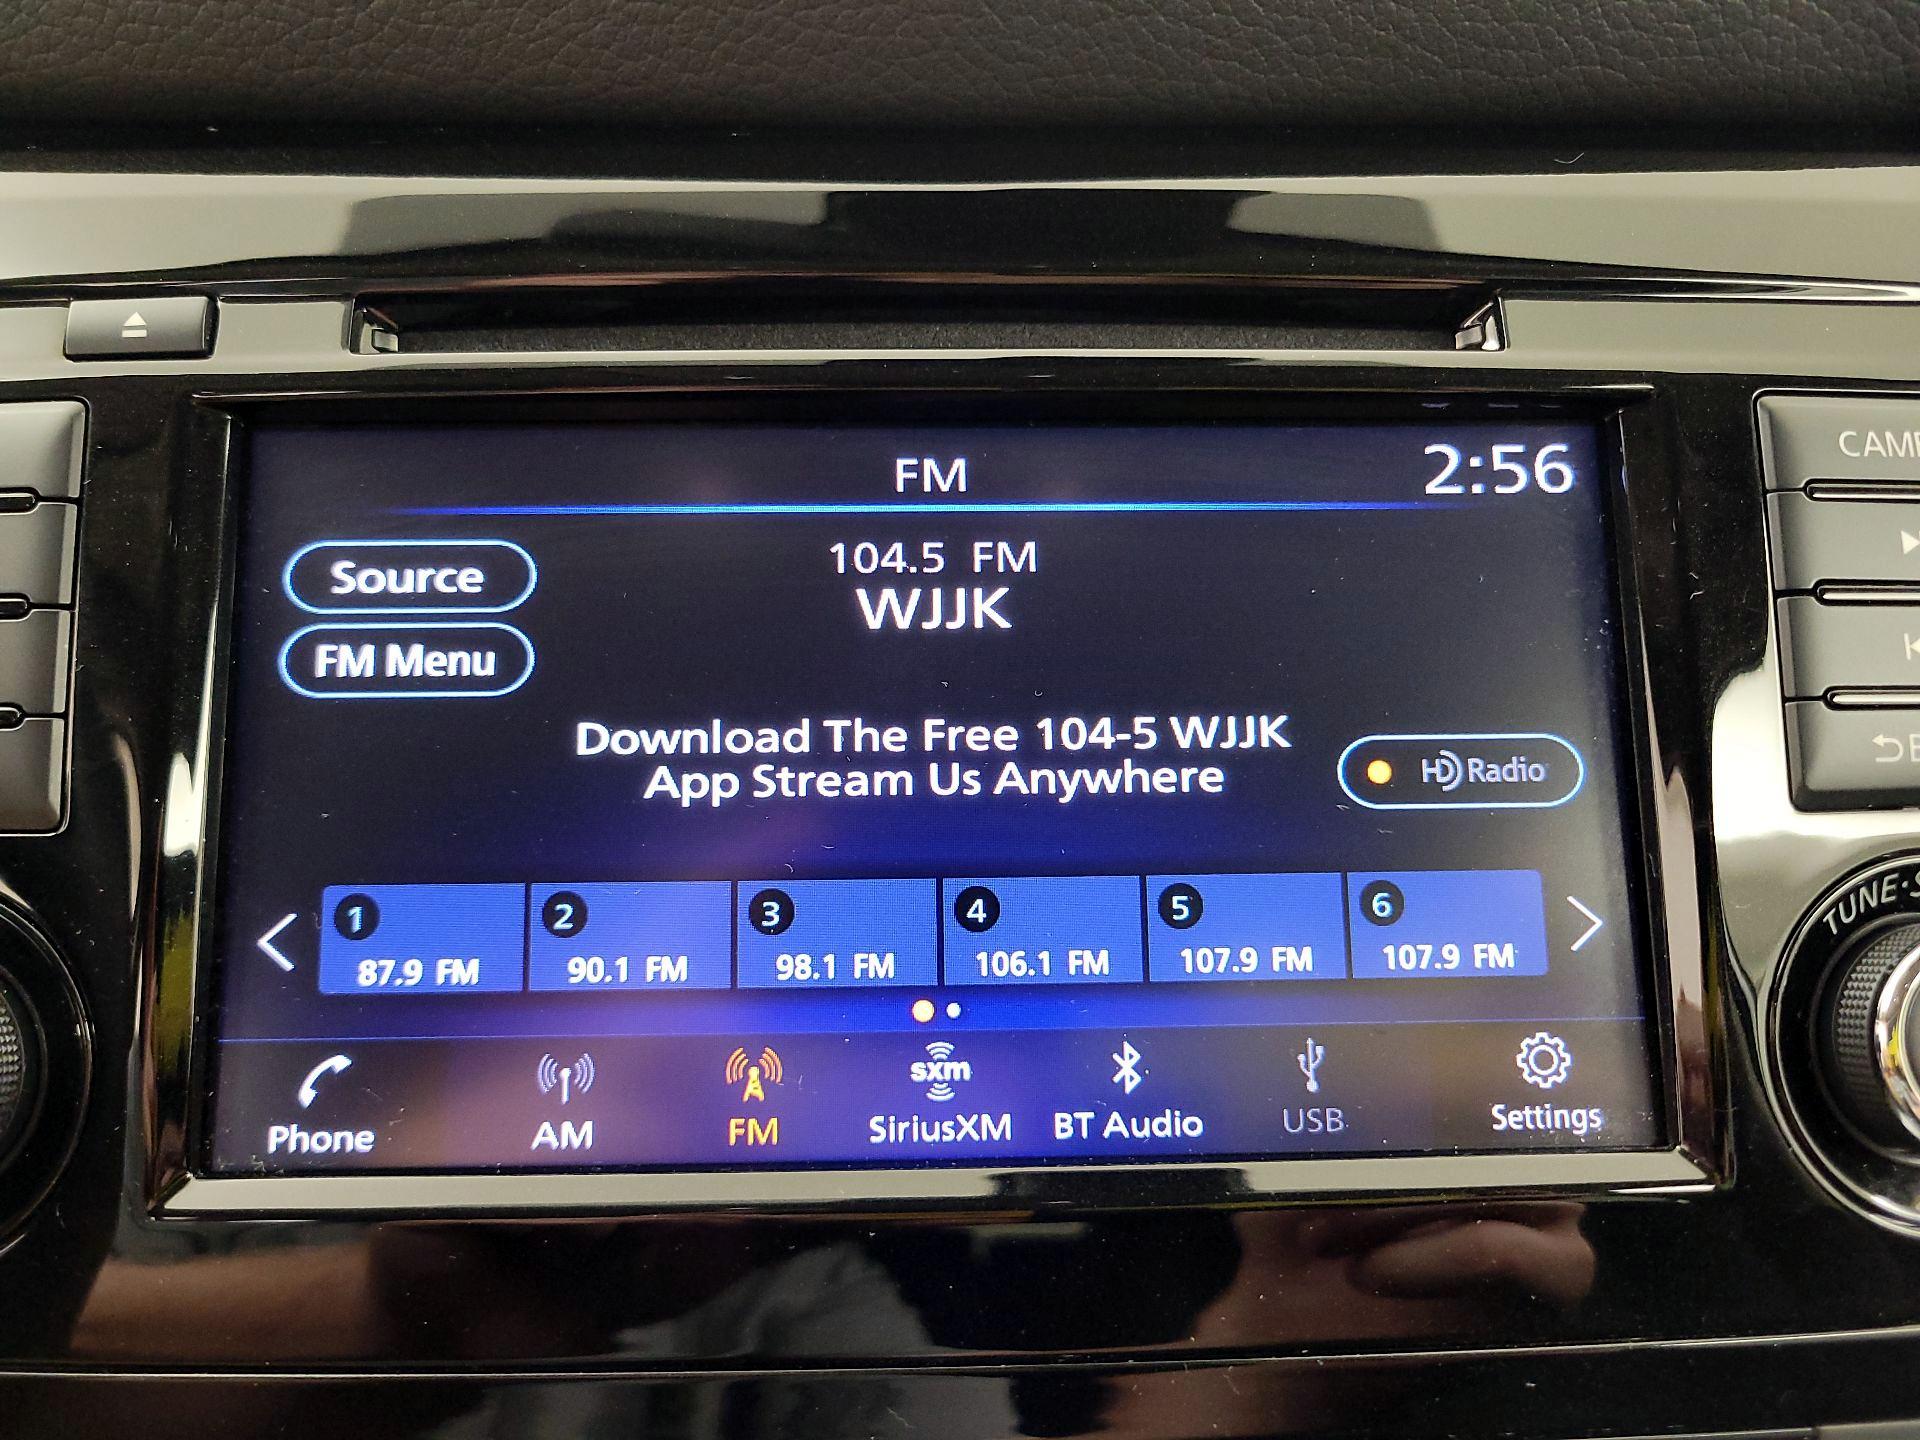 FM
2:56
Source
104.5 FM
WJJK
FM Menu
Download The Free 104-5 WJJK
App Stream Us Anywhere
HD Radio
1
2
3
4
5
6
87.9 FM
90.1 FM
98.1 FM
106.1 FM
107.9 FM
107.9 FM
sxm
Phone
AM
FM
SiriusXM
BT Audio
USB
Settings
CAME
TUNE·S